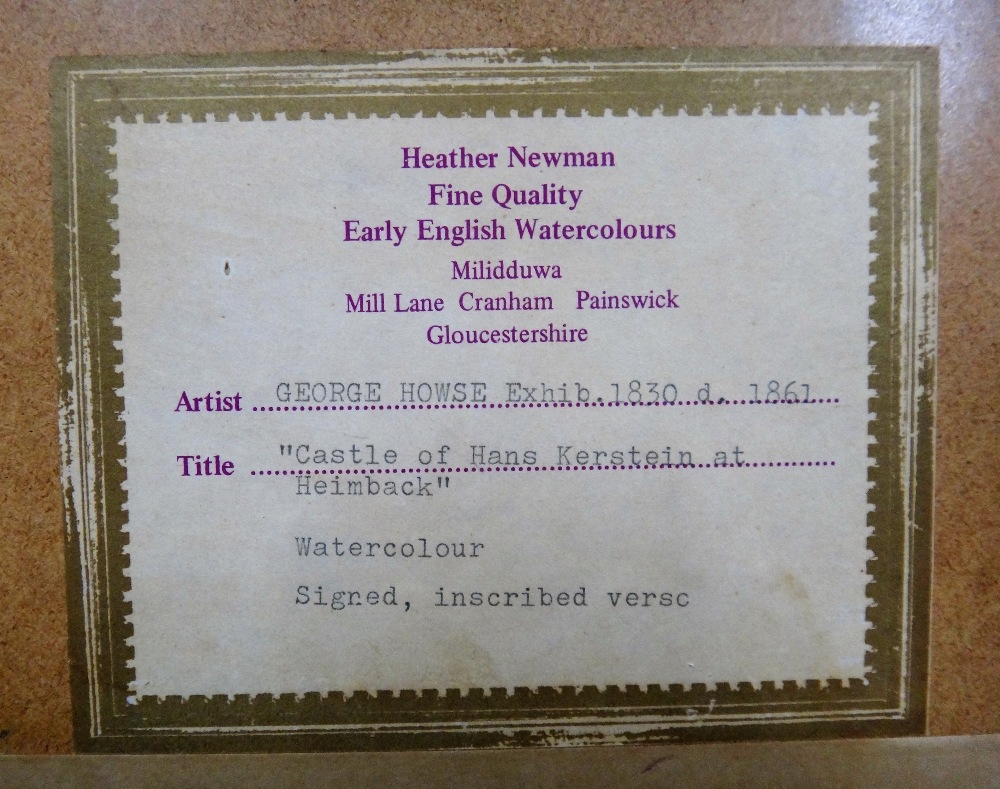 Heather Newman
Fine Quality
Early English Watercolours
Milidduwa
Mill Lane Cranham Painswick
Gloucestershire
Artist GEORGE HOWSE Exhib.1830 d. 1861
Title "Castle of Hans Kerstein at
Heimback"
Watercolour
Signed, inscribed versc